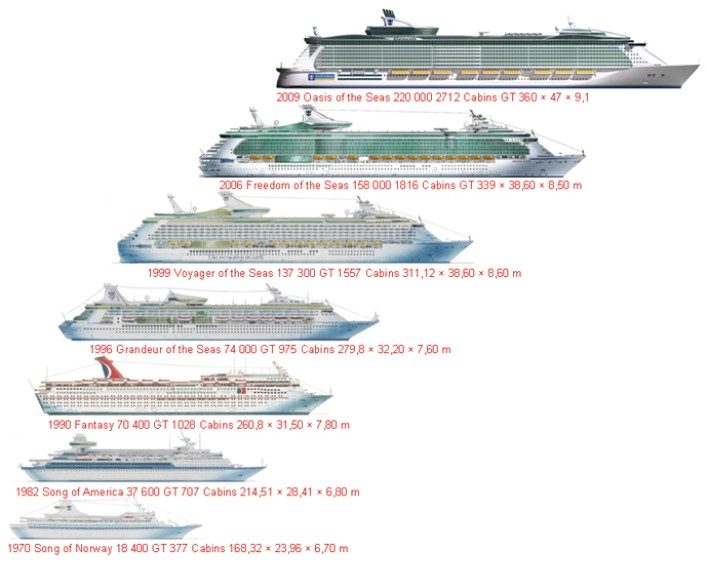 2009 Oasis of the Seas 220 000 2712 Cabins GT 360 × 47 × 9,1
2006 Freedom of the Seas 158 000 1816 Cabins GT 339 × 38,60 × 8,50 m
1999 Voyager of the Seas 137 300 GT 1557 Cabins 311,12 × 38,60 × 8,60 m
1996 Grandeur of the Seas 74 000 GT 975 Cabins 279,8 × 32,20 × 7,60 m
1990 Fantasy 70 400 GT 1028 Cabins 260,8 × 31,50 × 7,80 m
1982 Song of America 37 600 GT 707 Cabins 214,51 × 28,41 × 6,80 m
1970 Song of Norway 18 400 GT 377 Cabins 168,32 × 23,96 × 6,70 m